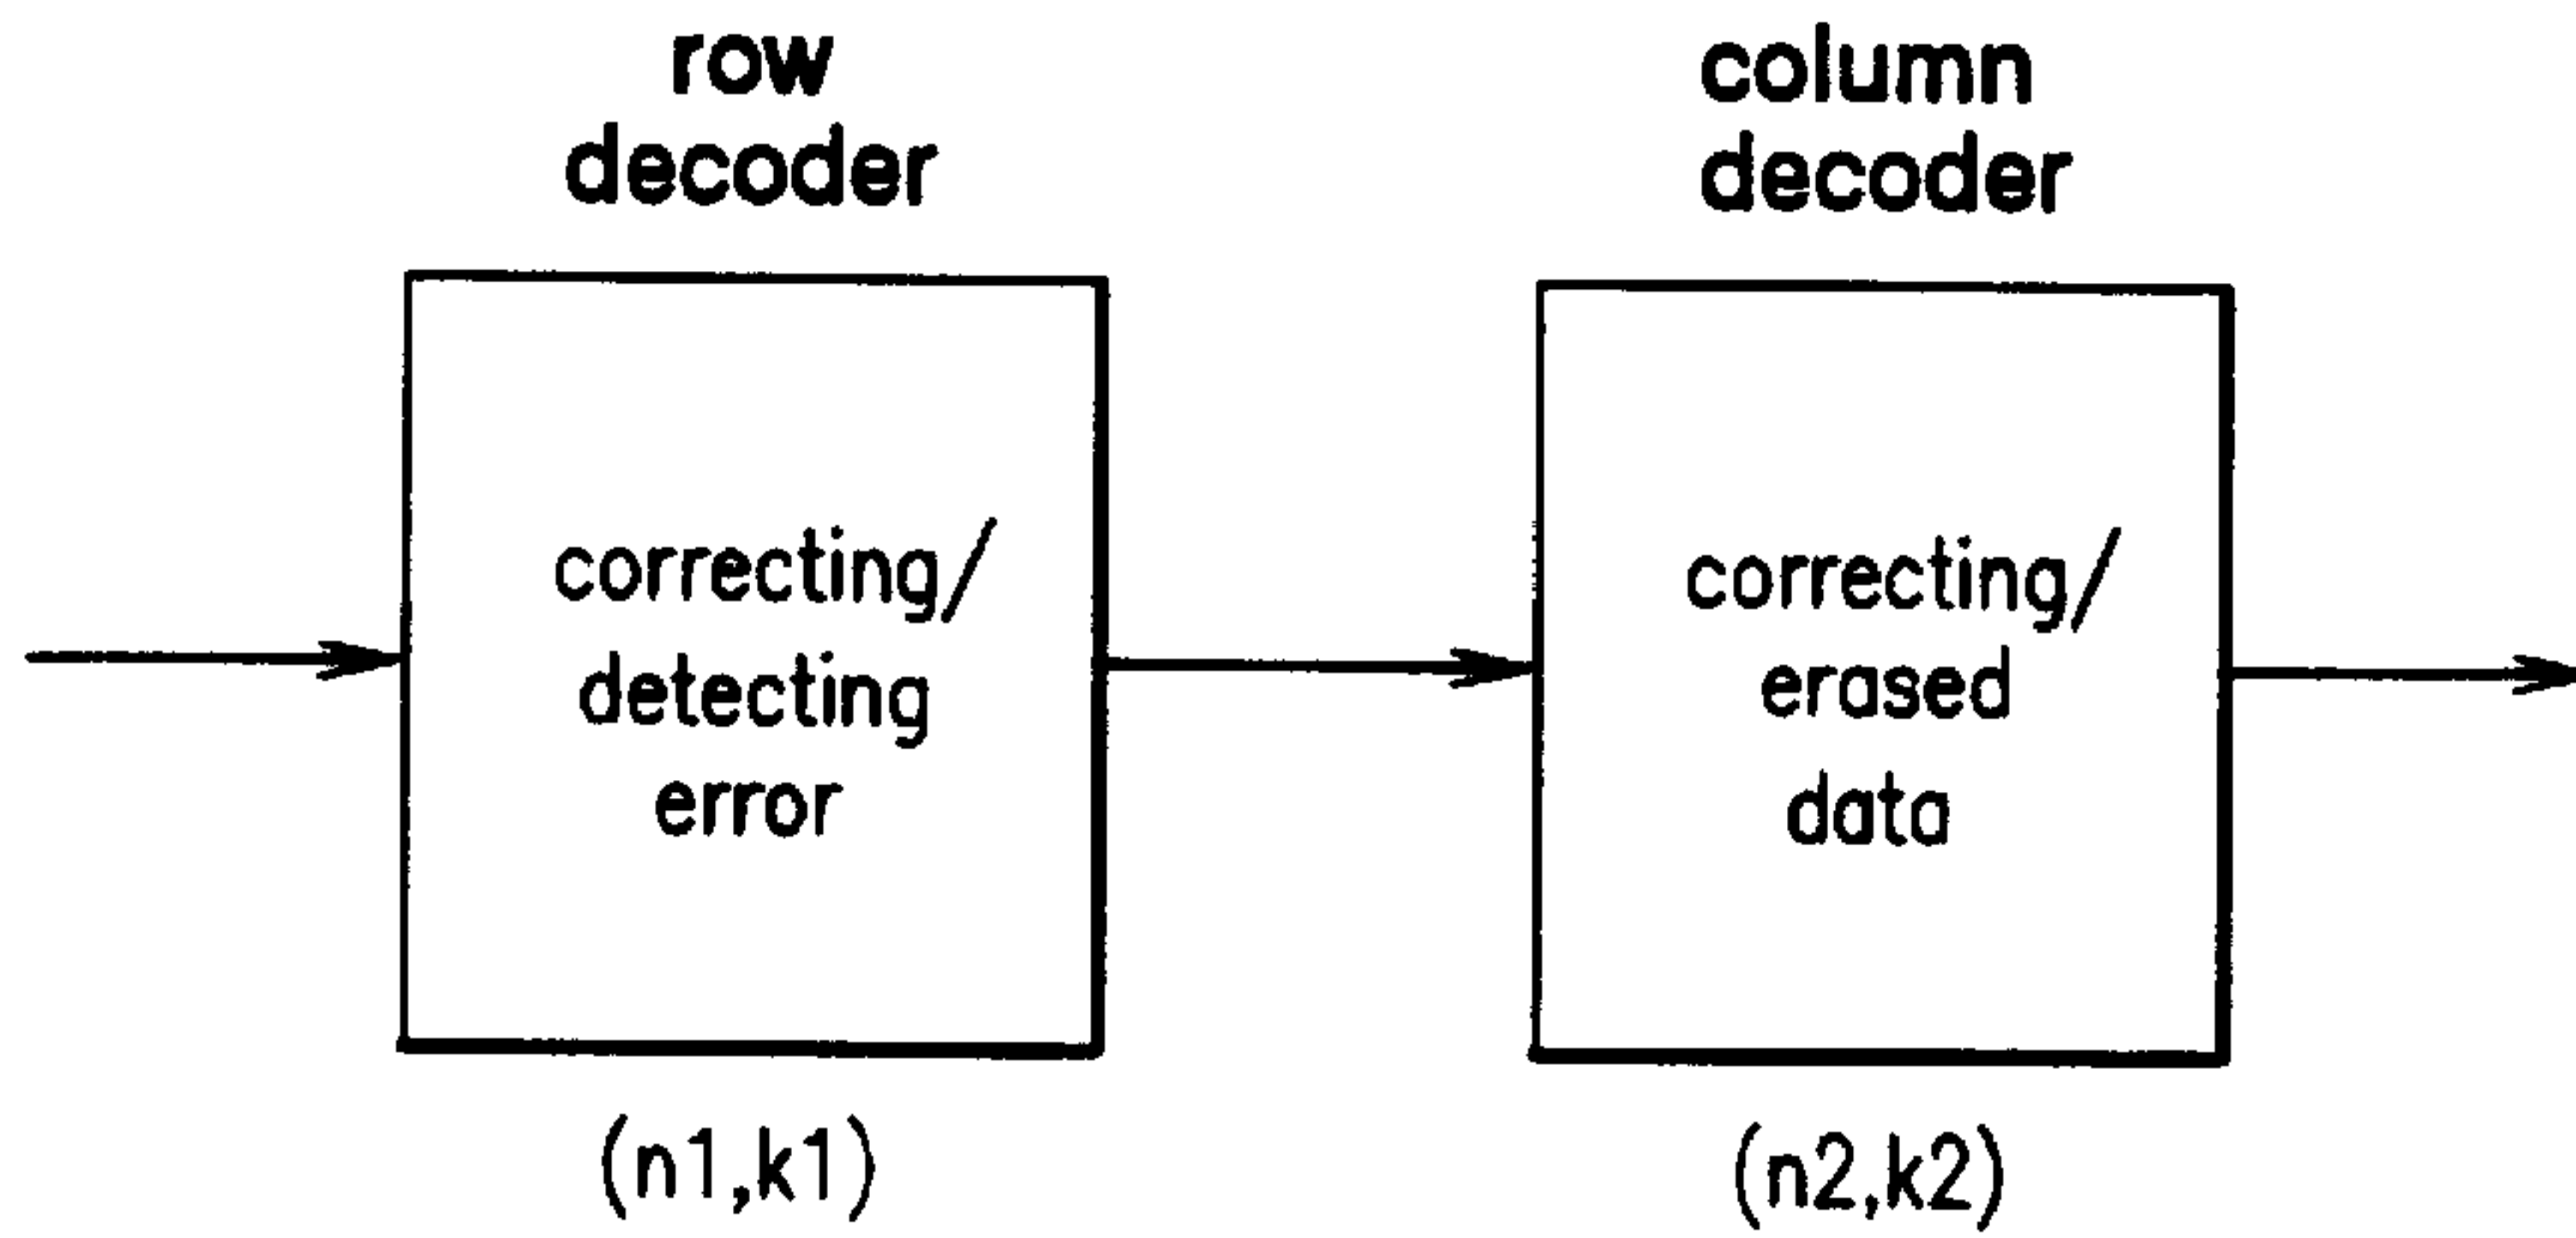 row
decoder
correcting/
detecting
error
(n1,k1)
column
decoder
correcting/
erased
data
(n2,k2)